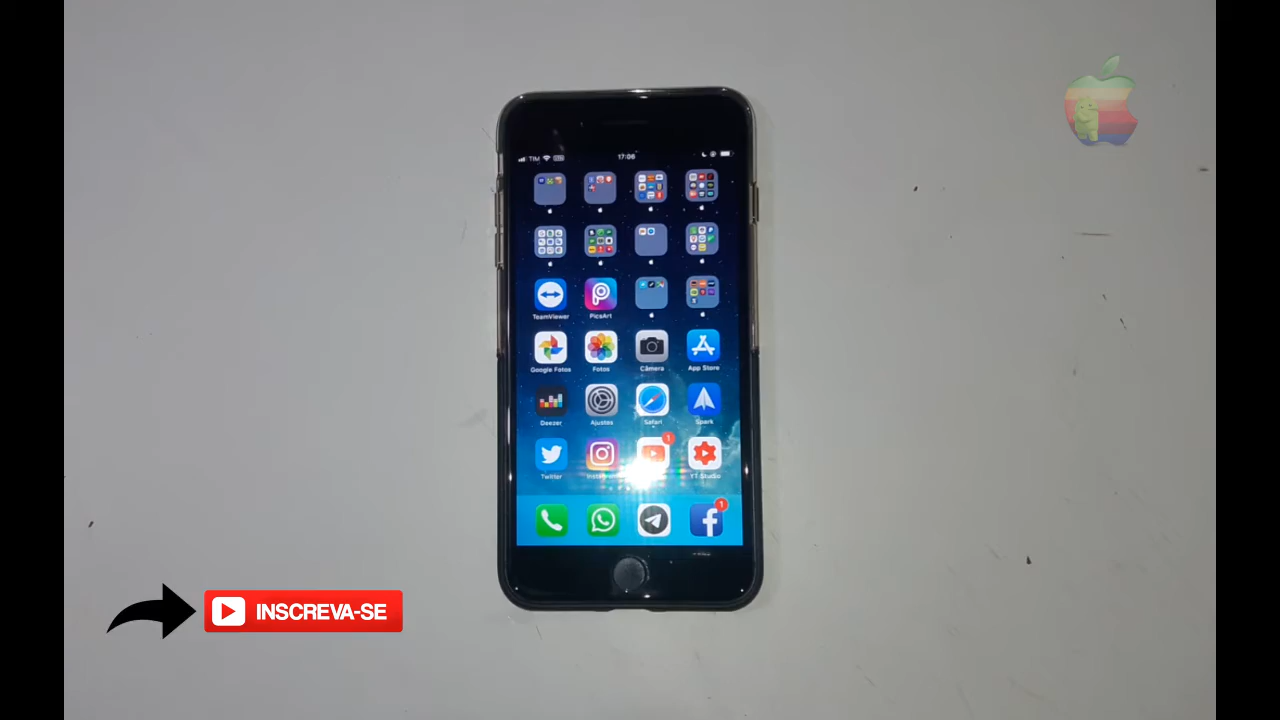 TIM
17:06
TeamViewer
PicsArt
Google Fotos
Fotos
Câmera
App Store
Deezer
Ajustes
Safari
Spark
1
Twitter
YT Studio
1
INSCREVA-SE